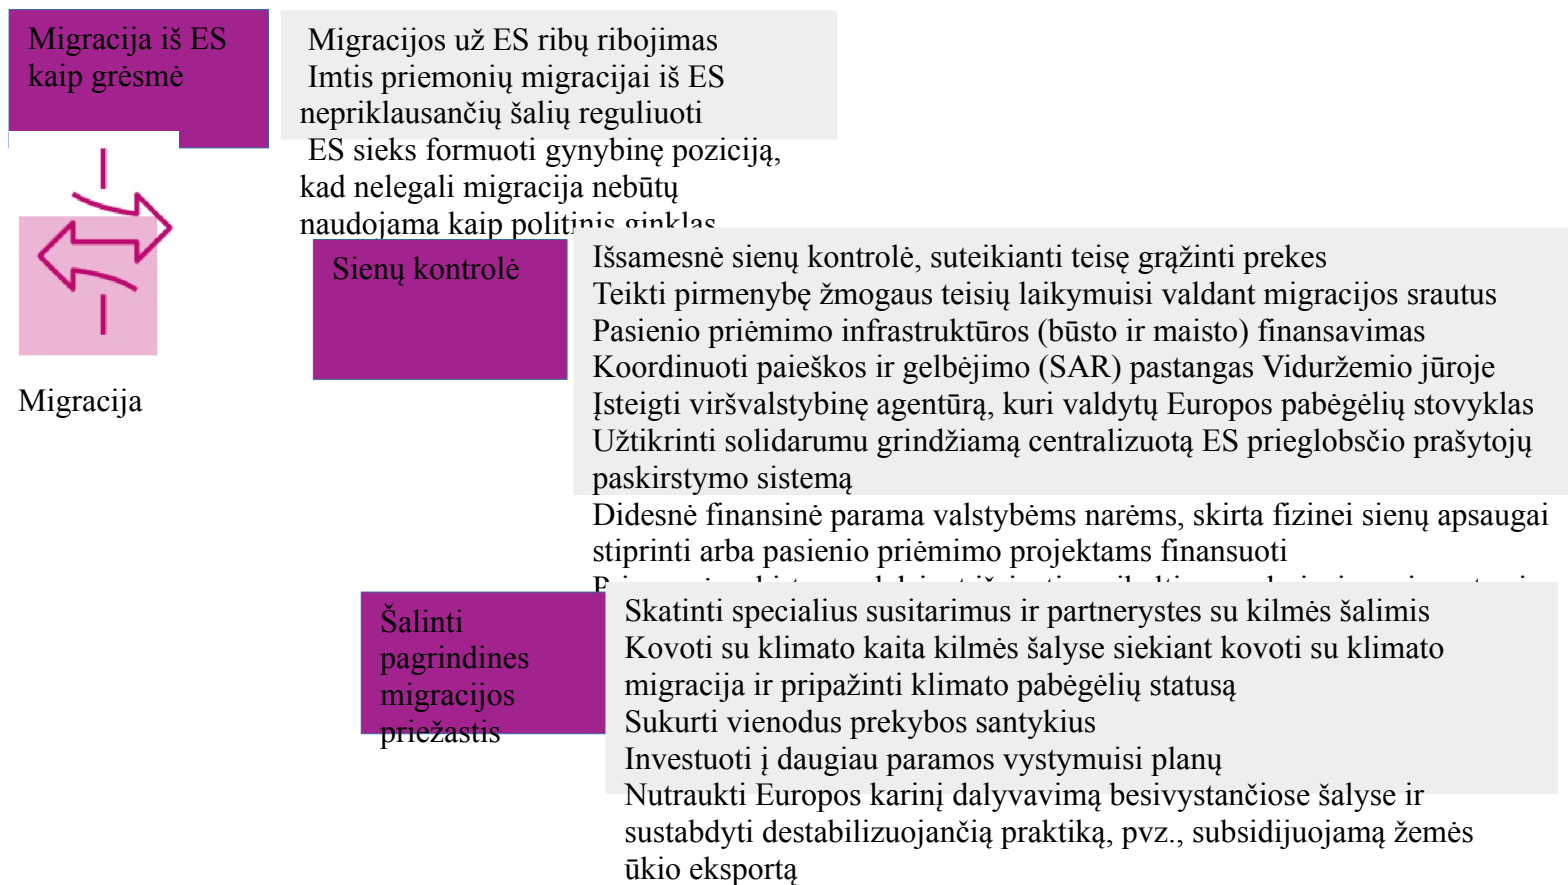 Migracija iš ES
kaip grėsmė
Migracijos už ES ribų ribojimas
Imtis priemonių migracijai iš ES
nepriklausančių šalių reguliuoti
ES sieks formuoti gynybinę poziciją,
kad nelegali migracija nebūtų
naudojama kaip politinis ginklas
Migracija
Sienų kontrolė
Išsamesnė sienų kontrolė, suteikianti teisę grąžinti prekes
Teikti pirmenybę žmogaus teisių laikymuisi valdant migracijos srautus
Pasienio priėmimo infrastruktūros (būsto ir maisto) finansavimas
Koordinuoti paieškos ir gelbėjimo (SAR) pastangas Viduržemio jūroje
Įsteigti viršvalstybinę agentūrą, kuri valdytų Europos pabėgėlių stovyklas
Užtikrinti solidarumu grindžiamą centralizuotą ES prieglobsčio prašytojų
paskirstymo sistemą
Didesnė finansinė parama valstybėms narėms, skirta fizinei sienų apsaugai
stiprinti arba pasienio priėmimo projektams finansuoti
Šalinti
pagrindines
migracijos
priežastis
Skatinti specialius susitarimus ir partnerystes su kilmės šalimis
Kovoti su klimato kaita kilmės šalyse siekiant kovoti su klimato
migracija ir pripažinti klimato pabėgėlių statusą
Sukurti vienodus prekybos santykius
Investuoti į daugiau paramos vystymuisi planų
Nutraukti Europos karinį dalyvavimą besivystančiose šalyse ir
sustabdyti destabilizuojančią praktiką, pvz., subsidijuojamą žemės
ūkio eksportą